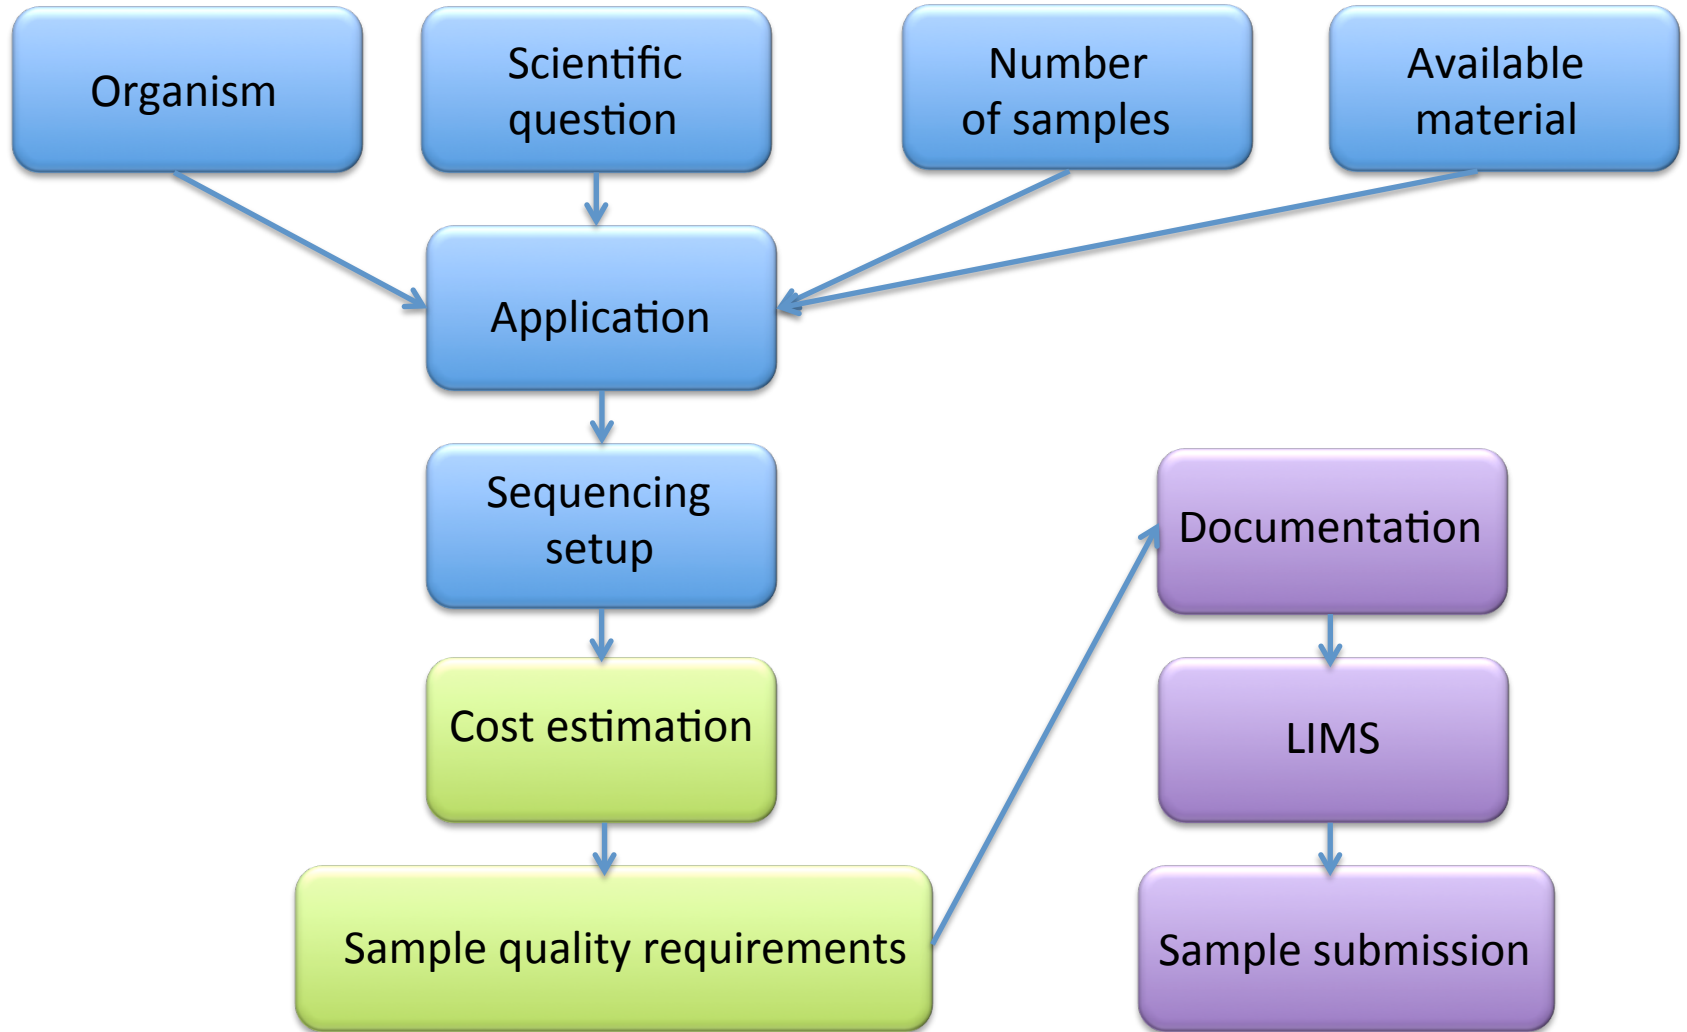 Organism
Scientific
question
Number
of samples
Available
material
Application
Sequencing
setup
Documentation
Cost estimation
LIMS
Sample quality requirements
Sample submission